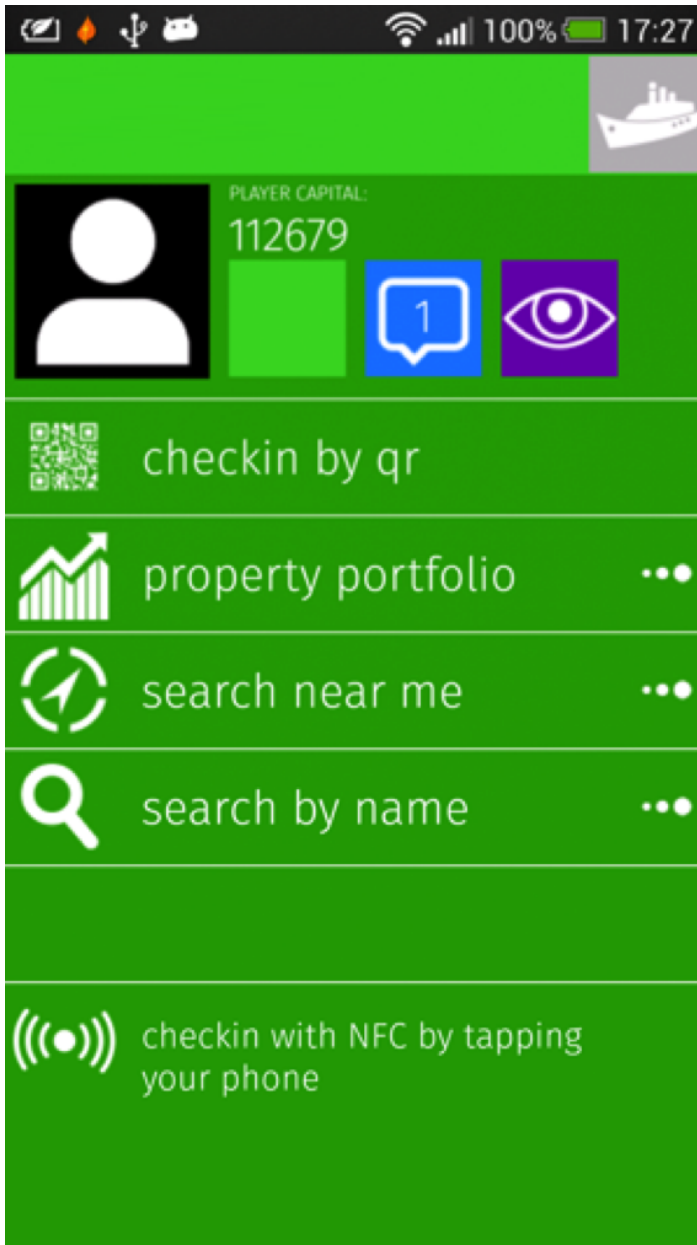 100% 17:27
PLAYER CAPITAL:
112679
1
checkin by qr
property portfolio
search near me
search by name
checkin with NFC by tapping
your phone